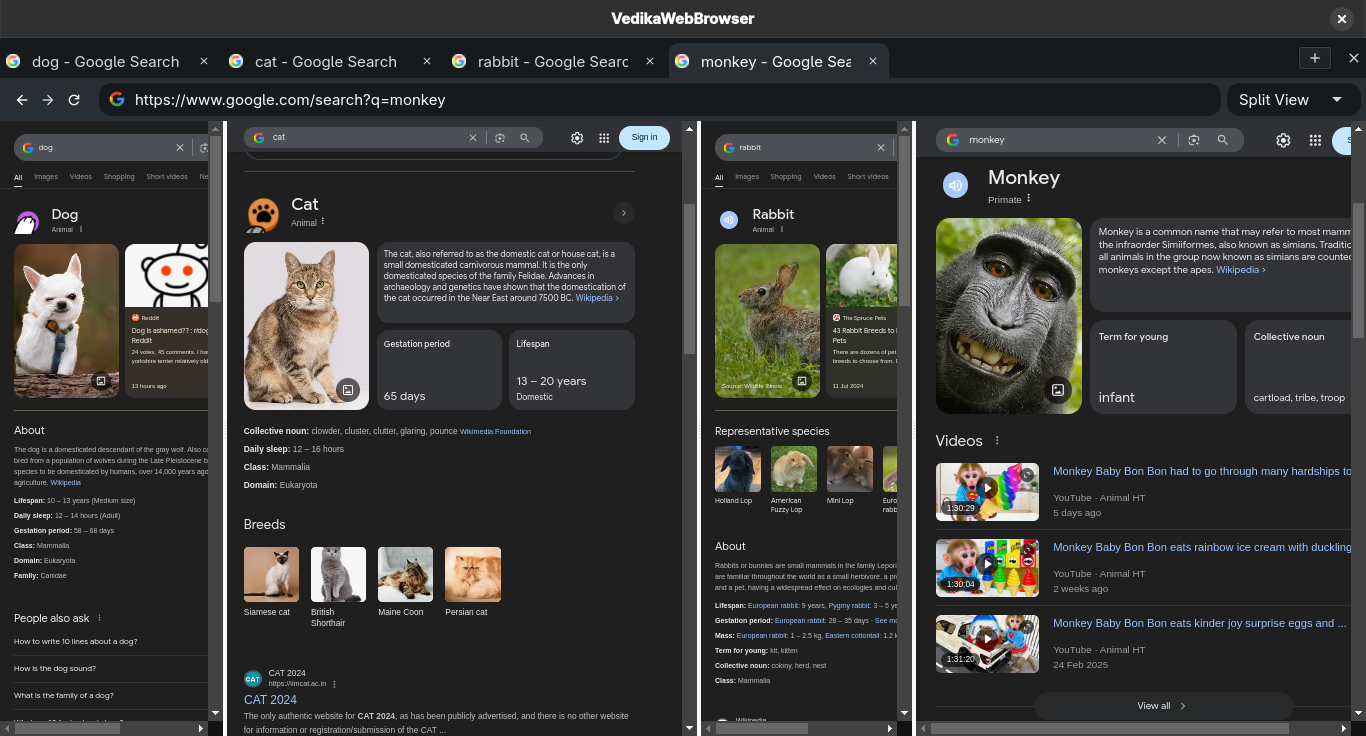 VedikaWebBrowser
dog - Google Search
cat - Google Search
rabbit - Google Searc
monkey - Google Sea
https://www.google.com/search?q=monkey
Split View
dog
All Images Videos Shopping Short videos Ne
Dog
Animal
Reddit
Dog is ashamed?? : r/dog
Reddit
24 votes, 45 comments. I hav
yorkshire terrier relatively old
13 hours ago
About
The dog is a domesticated descendant of the gray wolf. Also ca
bred from a population of wolves during the Late Pleistocene b
species to be domesticated by humans, over 14,000 years ago
agriculture. Wikipedia
Lifespan: 10 – 13 years (Medium size)
Daily sleep: 12 – 14 hours (Adult)
Gestation period: 58 – 68 days
Class: Mammalia
Domain: Eukaryota
Family: Canidae
People also ask
How to write 10 lines about a dog?
How is the dog sound?
What is the family of a dog?
cat
Sign in
Cat
Animal
The cat, also referred to as the domestic cat or house cat, is a
small domesticated carnivorous mammal. It is the only
domesticated species of the family Felidae. Advances in
archaeology and genetics have shown that the domestication of
the cat occurred in the Near East around 7500 BC. Wikipedia ›
Gestation period
65 days
Lifespan
13 – 20 years
Domestic
Collective noun: clowder, cluster, clutter, glaring, pounce Wikimedia Foundation
Daily sleep: 12 – 16 hours
Class: Mammalia
Domain: Eukaryota
Breeds
Siamese cat
British
Shorthair
Maine Coon
Persian cat
CAT
CAT 2024
https://iimcat.ac.in
CAT 2024
The only authentic website for CAT 2024, as has been publicly advertised, and there is no other website
for information or registration/submission of the CAT ...
rabbit
All Images Shopping Videos Short videos
Rabbit
Animal
Source: Wildlife Illinois
The Spruce Pets
43 Rabbit Breeds to
Pets
There are dozens of pet
breeds to choose from. F
11 Jul 2024
Representative species
Holland Lop
American
Fuzzy Lop
Mini Lop
Euro
rabb
About
Rabbits or bunnies are small mammals in the family Lepori
are familiar throughout the world as a small herbivore, a pr
and a pet, having a widespread effect on ecologies and cul
Lifespan: European rabbit: 9 years, Pygmy rabbit: 3 – 5 ye
Gestation period: European rabbit: 28 – 35 days · See mo
Mass: European rabbit: 1 – 2.5 kg, Eastern cottontail: 1.2 k
Term for young: kit, kitten
Collective noun: colony, herd, nest
Class: Mammalia
monkey
S
Monkey
Primate
Monkey is a common name that may refer to most mamm
the infraorder Simiiformes, also known as simians. Traditio
all animals in the group now known as simians are counted
monkeys except the apes. Wikipedia ›
Term for young
infant
Collective noun
cartload, tribe, troop
Videos
1:30:29
Monkey Baby Bon Bon had to go through many hardships to
YouTube · Animal HT
5 days ago
1:30:04
Monkey Baby Bon Bon eats rainbow ice cream with duckling
YouTube · Animal HT
2 weeks ago
1:31:20
Monkey Baby Bon Bon eats kinder joy surprise eggs and ...
YouTube · Animal HT
24 Feb 2025
View all